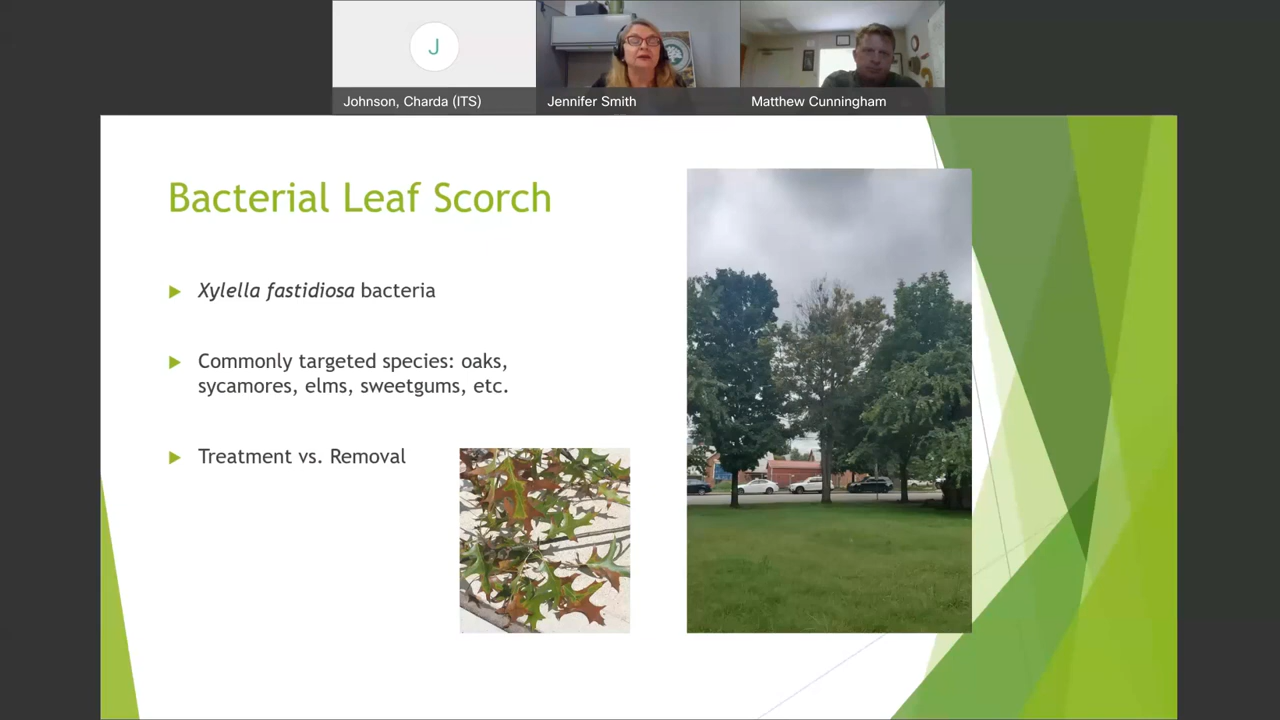 J
Johnson, Charda (ITS)
Jennifer Smith
Matthew Cunningham
Bacterial Leaf Scorch
Xylella fastidiosa bacteria
Commonly targeted species: oaks,
sycamores, elms, sweetgums, etc.
Treatment vs. Removal